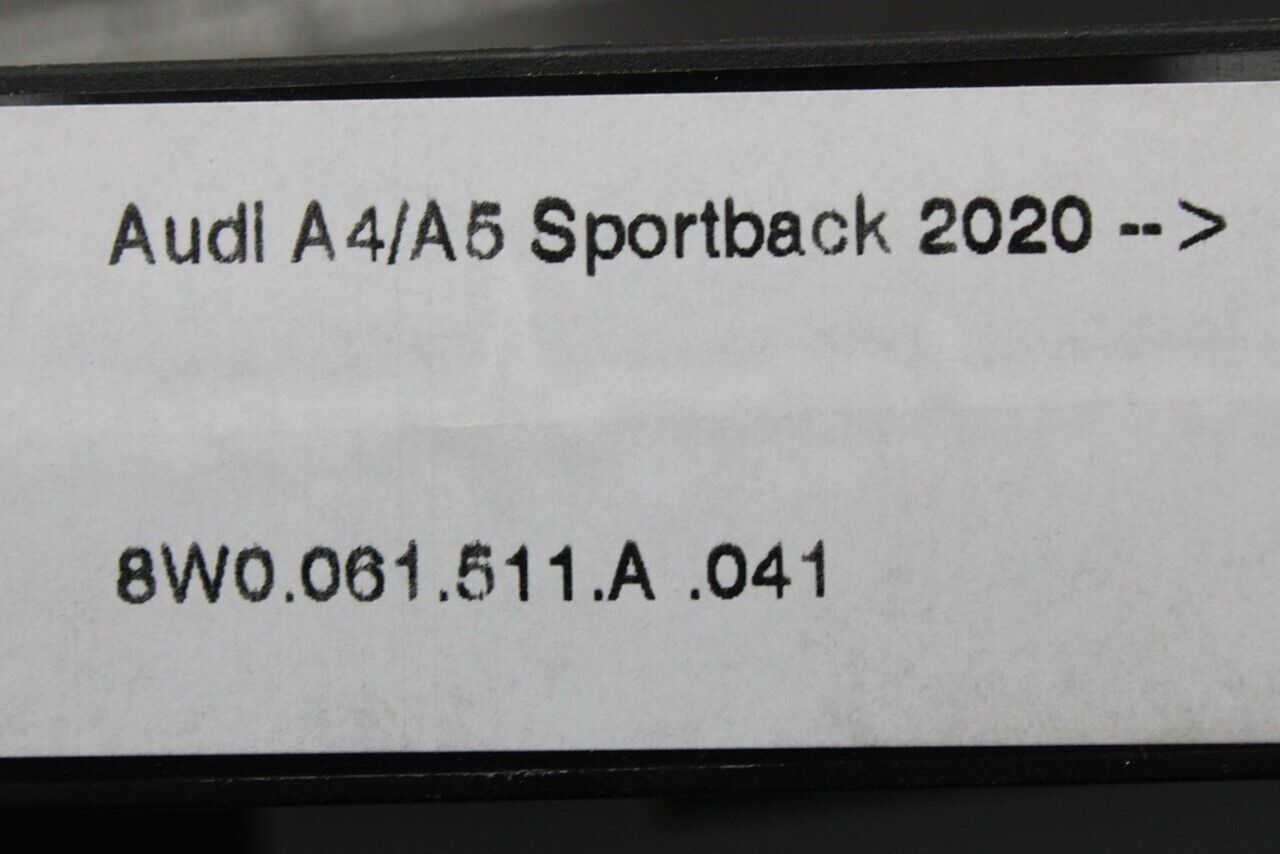 Audi A4/A5 Sportback 2020 -->
8W0.061.511.A .041